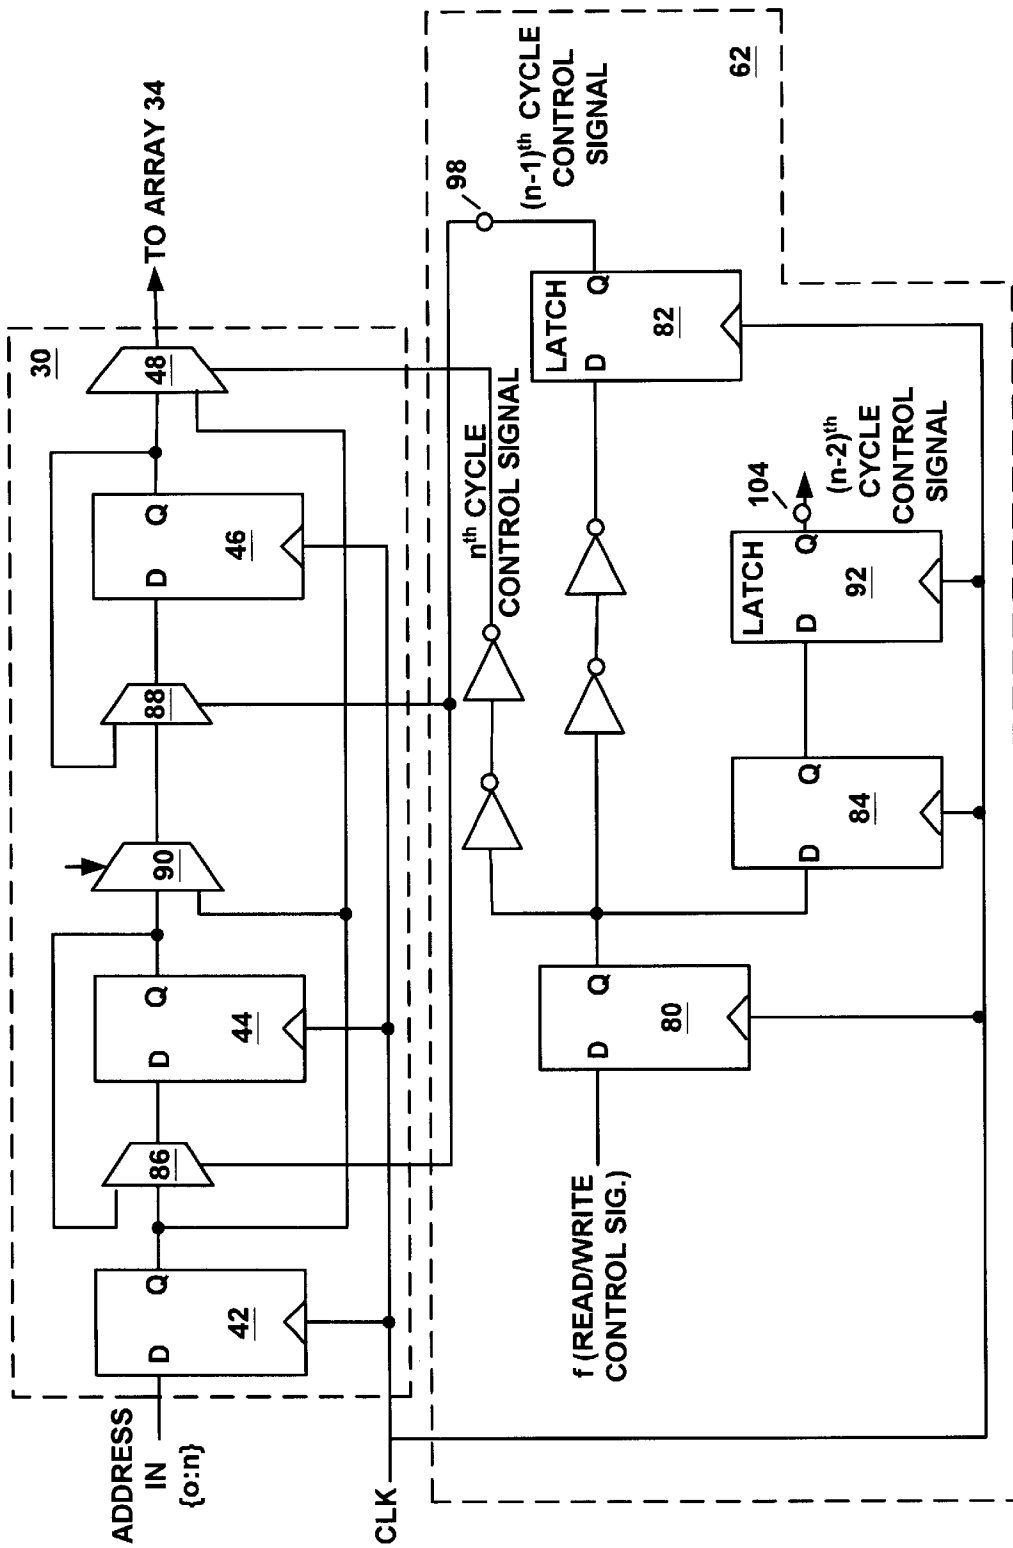 ADDRESS
IN
{o:n}
CLK
30
D
Q
42
86
D
Q
44
90
88
D
Q
46
48
TO ARRAY 34
62
f (READ/WRITE
CONTROL SIG.)
D
Q
80
nth CYCLE
CONTROL SIGNAL
LATCH
D
Q
82
98
(n-1)th CYCLE
CONTROL
SIGNAL
D
Q
84
LATCH
D
Q
92
104
(n-2)th
CYCLE
CONTROL
SIGNAL